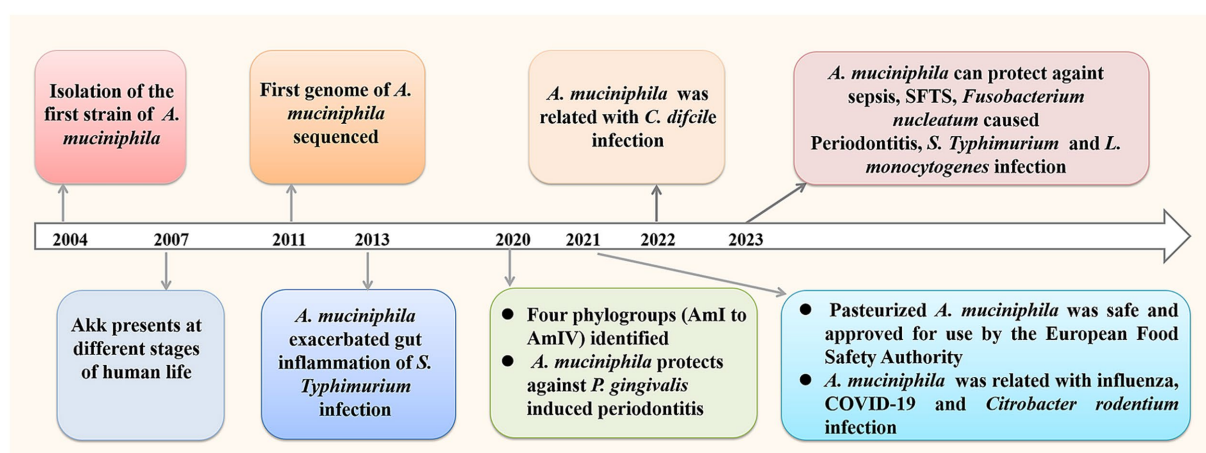 Isolation of the
first strain of A.
muciniphila
First genome of A.
muciniphila
sequenced
A. muciniphila was
related with C. difcile
infection
A. muciniphila can protect againt
sepsis, SFTS, Fusobacterium
nucleatum caused
Periodontitis, S. Typhimurium and L.
monocytogenes infection
2004 2007 2011 2013 2020 2021 2022 2023
Akk presents at
different stages
of human life
A. muciniphila
exacerbated gut
inflammation of S.
Typhimurium
infection
● Four phylogroups (AmI to
AmIV) identified
● A. muciniphila protects
against P. gingivalis
induced periodontitis
● Pasteurized A. muciniphila was safe and
approved for use by the European Food
Safety Authority
● A. muciniphila was related with influenza,
COVID-19 and Citrobacter rodentium
infection